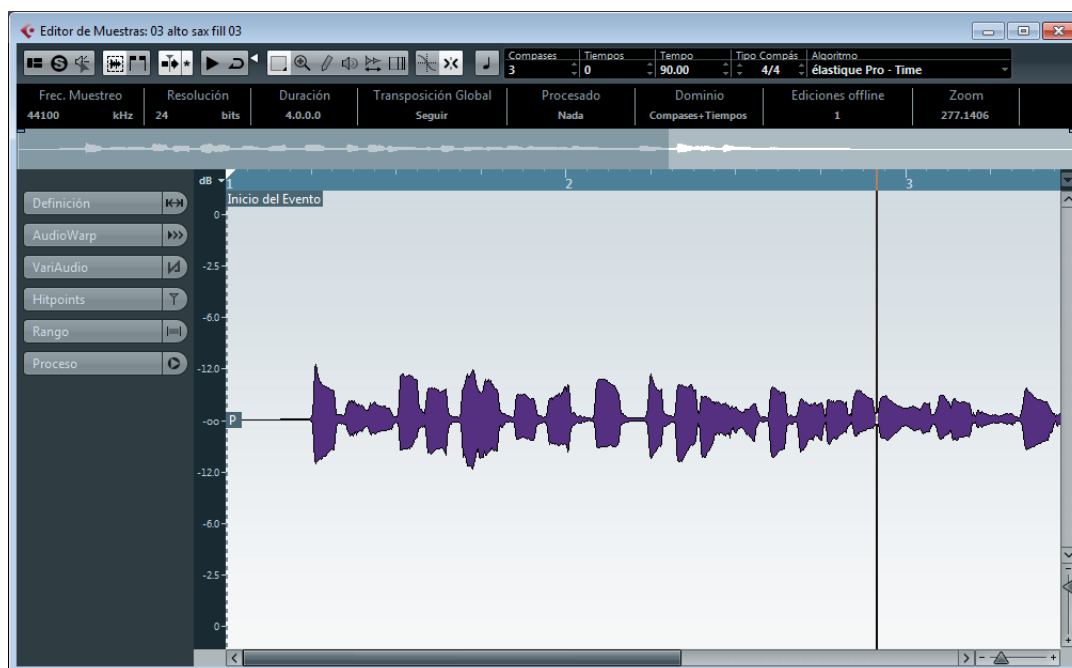 Editor de Muestras: 03 alto sax fill 03
Compases Tiempos Tempo Tipo Compás Algoritmo
3 0 90.00 4/4 élastique Pro - Time
Frec. Muestreo Resolución Duración Transposición Global Procesado Dominio Ediciones offline Zoom
44100 kHz 24 bits 4.0.0.0 Seguir Nada Compases+Tiempos 1 277.1406
dB 1 2 3
Inicio del Evento
Definición
AudioWarp
VariAudio
Hitpoints
Rango
Proceso
0
-2.5
-6.0
-12.0
-oo
P
-12.0
-6.0
-2.5
0